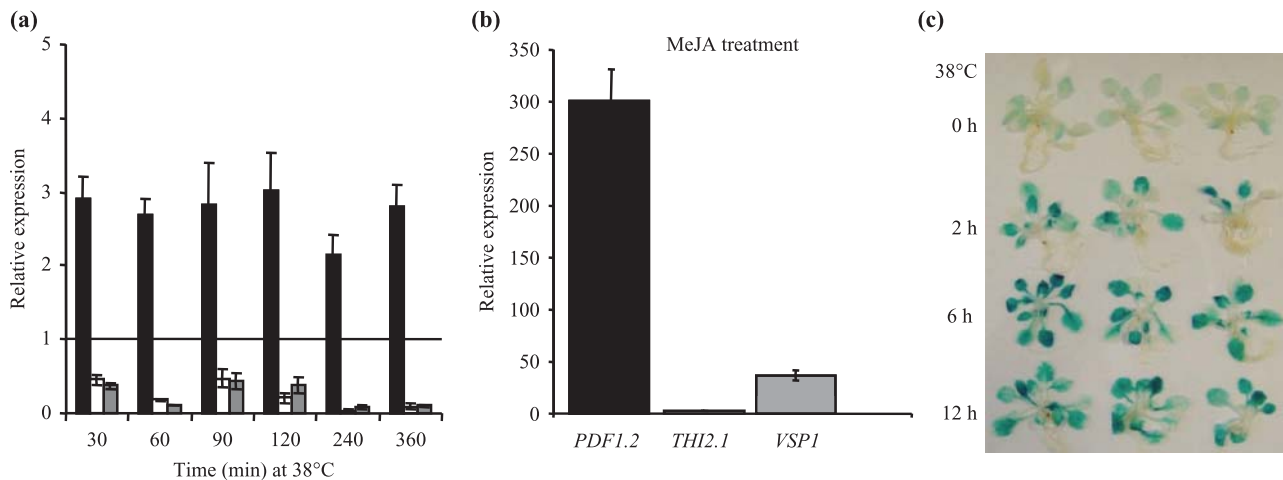 (a)
5
4
3
2
1
0
Relative expression
30 60 90 120 240 360
Time (min) at 38°C
(b)
MeJA treatment
350
300
250
200
150
100
50
0
Relative expression
PDF1.2 THI2.1 VSP1
(c)
38°C
0 h
2 h
6 h
12 h